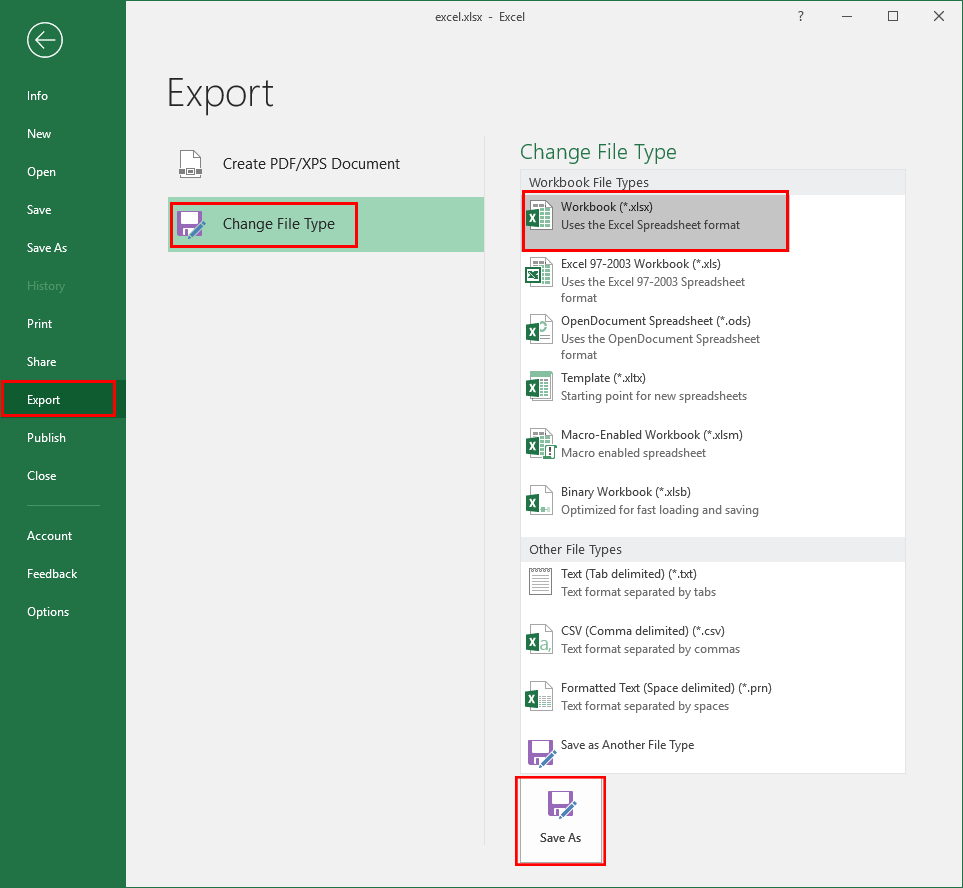 excel.xlsx - Excel
?
Info
New
Open
Save
Save As
History
Print
Share
Export
Publish
Close
Account
Feedback
Options
Export
Create PDF/XPS Document
Change File Type
Change File Type
Workbook File Types
Workbook (*.xlsx)
Uses the Excel Spreadsheet format
Excel 97-2003 Workbook (*.xls)
Uses the Excel 97-2003 Spreadsheet
format
OpenDocument Spreadsheet (*.ods)
Uses the OpenDocument Spreadsheet
format
Template (*.xltx)
Starting point for new spreadsheets
Macro-Enabled Workbook (*.xlsm)
Macro enabled spreadsheet
Binary Workbook (*.xlsb)
Optimized for fast loading and saving
Other File Types
Text (Tab delimited) (*.txt)
Text format separated by tabs
CSV (Comma delimited) (*.csv)
Text format separated by commas
Formatted Text (Space delimited) (*.prn)
Text format separated by spaces
Save as Another File Type
Save As